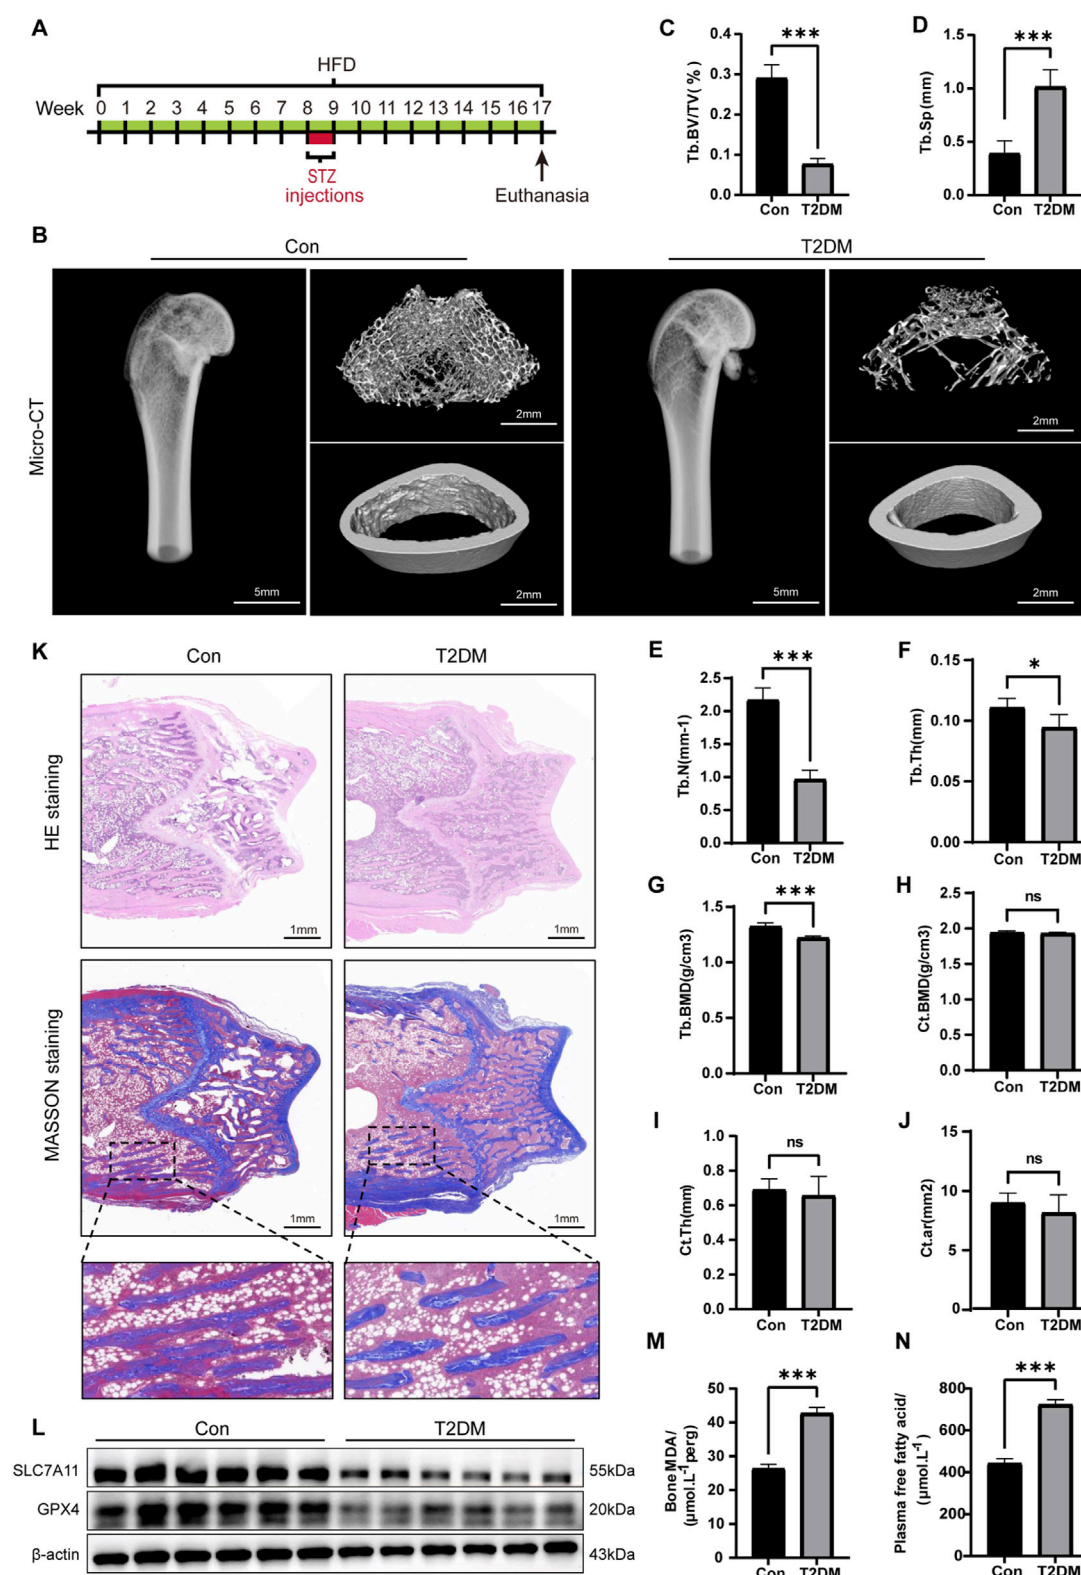 A
HFD
Week 0 1 2 3 4 5 6 7 8 9 10 11 12 13 14 15 16 17
STZ
injections
Euthanasia
C
***
Tb.BV/TV( % )
0.4
0.3
0.2
0.1
0.0
Con T2DM
D
***
Tb.Sp(mm)
1.5
1.0
0.5
0.0
Con T2DM
B
Con
T2DM
Micro-CT
5mm
2mm
2mm
5mm
2mm
2mm
K
Con
T2DM
HE staining
1mm
1mm
MASSON staining
1mm
1mm
E
***
Tb.N(mm-1)
2.5
2.0
1.5
1.0
0.5
0.0
Con T2DM
F
*
Tb.Th(mm)
0.15
0.10
0.05
0.00
Con T2DM
G
***
Tb.BMD(g/cm3)
1.5
1.0
0.5
0.0
Con T2DM
H
ns
Ct.BMD(g/cm3)
2.5
2.0
1.5
1.0
0.5
0.0
Con T2DM
I
ns
Ct.Th(mm)
1.0
0.8
0.6
0.4
0.2
0.0
Con T2DM
J
ns
Ct.ar(mm2)
15
10
5
0
Con T2DM
L
Con
T2DM
SLC7A11 55kDa
GPX4 20kDa
β-actin 43kDa
M
***
Bone MDA/
(μmol.L-1perg)
50
40
30
20
10
0
Con T2DM
N
***
Plasma free fatty acid/
(μmol.L-1)
800
600
400
200
0
Con T2DM